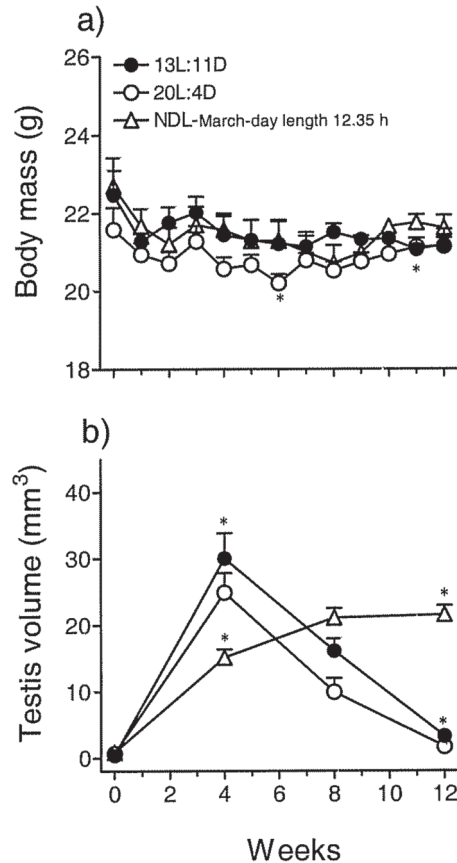 a)
26
24
22
20
18
Body mass (g)
13L:11D
20L:4D
NDL-March-day length 12.35 h
*
*
b)
40
30
20
10
0
Testis volume (mm³)
*
*
*
*
0 2 4 6 8 10 12
Weeks